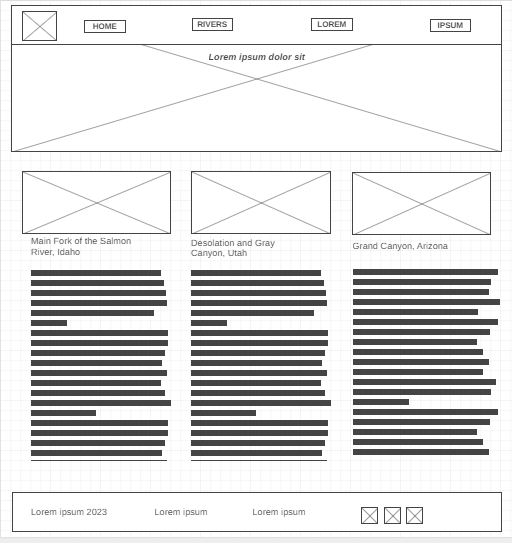 HOME
RIVERS
LOREM
IPSUM
Lorem ipsum dolor sit
Main Fork of the Salmon
River, Idaho
Desolation and Gray
Canyon, Utah
Grand Canyon, Arizona
Lorem ipsum 2023
Lorem ipsum
Lorem ipsum